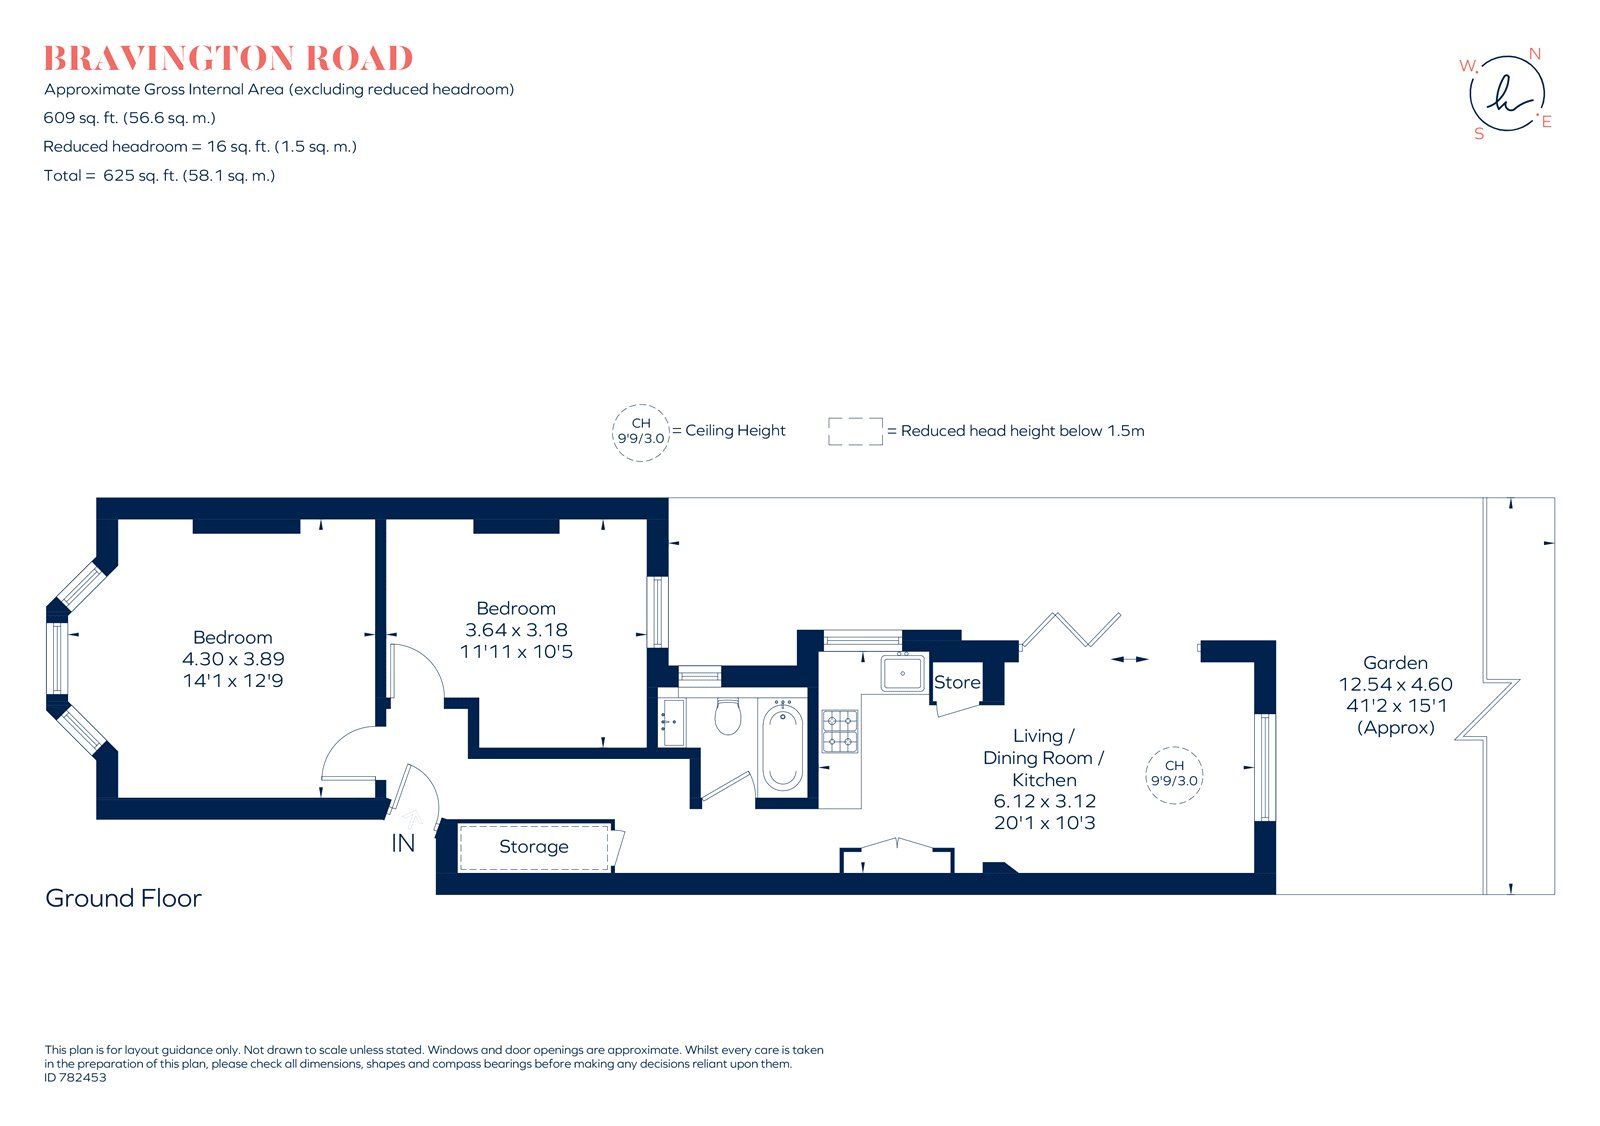 BRAVINGTON ROAD
Approximate Gross Internal Area (excluding reduced headroom)
609 sq. ft. (56.6 sq. m.)
Reduced headroom = 16 sq. ft. (1.5 sq. m.)
Total = 625 sq. ft. (58.1 sq. m.)
N
W
E
S
CH
9'9/3.0
= Ceiling Height
= Reduced head height below 1.5m
Bedroom
4.30 x 3.89
14'1 x 12'9
Bedroom
3.64 x 3.18
11'11 x 10'5
Store
Living /
Dining Room /
Kitchen
6.12 x 3.12
20'1 x 10'3
CH
9'9/3.0
Garden
12.54 x 4.60
41'2 x 15'1
(Approx)
IN
Storage
Ground Floor
This plan is for layout guidance only. Not drawn to scale unless stated. Windows and door openings are approximate. Whilst every care is taken
in the preparation of this plan, please check all dimensions, shapes and compass bearings before making any decisions reliant upon them.
ID 782453